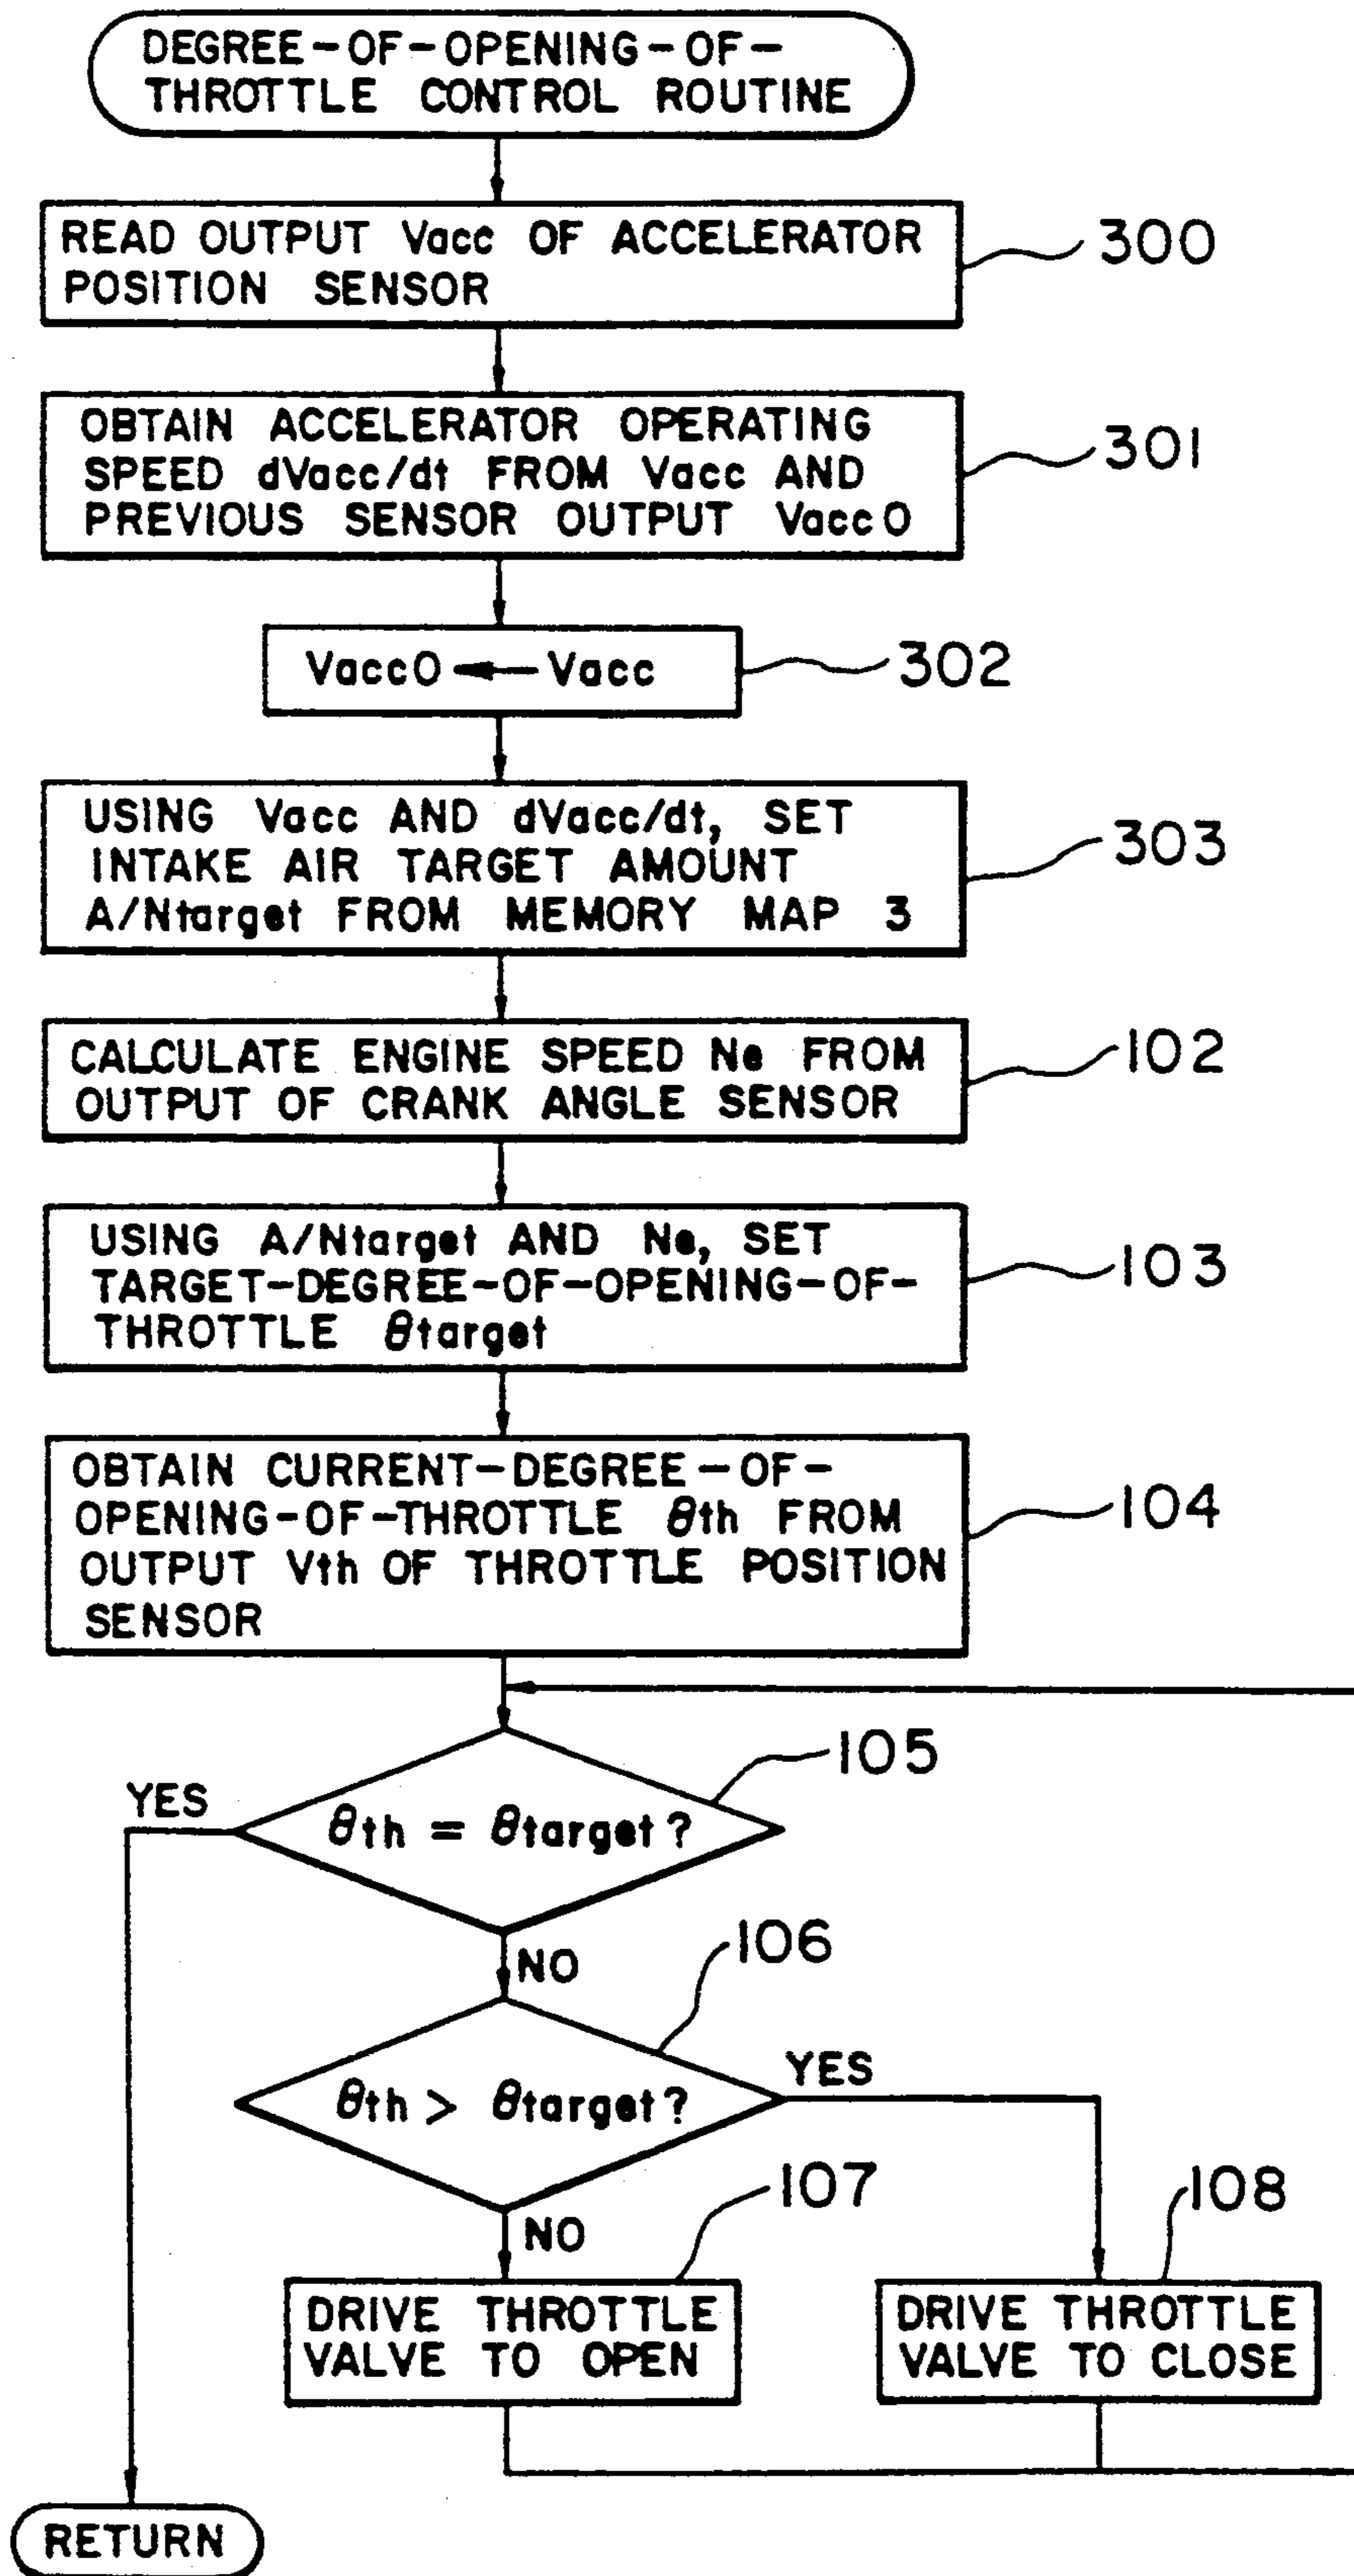 DEGREE-OF-OPENING-OF-
THROTTLE CONTROL ROUTINE
READ OUTPUT Vacc OF ACCELERATOR
POSITION SENSOR
300
OBTAIN ACCELERATOR OPERATING
SPEED dVacc/dt FROM Vacc AND
PREVIOUS SENSOR OUTPUT Vacc0
301
Vacc0 ← Vacc
302
USING Vacc AND dVacc/dt, SET
INTAKE AIR TARGET AMOUNT
A/Ntarget FROM MEMORY MAP 3
303
CALCULATE ENGINE SPEED Ne FROM
OUTPUT OF CRANK ANGLE SENSOR
102
USING A/Ntarget AND Ne, SET
TARGET-DEGREE-OF-OPENING-OF-
THROTTLE θtarget
103
OBTAIN CURRENT-DEGREE-OF-
OPENING-OF-THROTTLE θth FROM
OUTPUT Vth OF THROTTLE POSITION
SENSOR
104
105
YES
θth = θtarget?
NO
106
θth > θtarget?
YES
NO
107
108
DRIVE THROTTLE
VALVE TO OPEN
DRIVE THROTTLE
VALVE TO CLOSE
RETURN